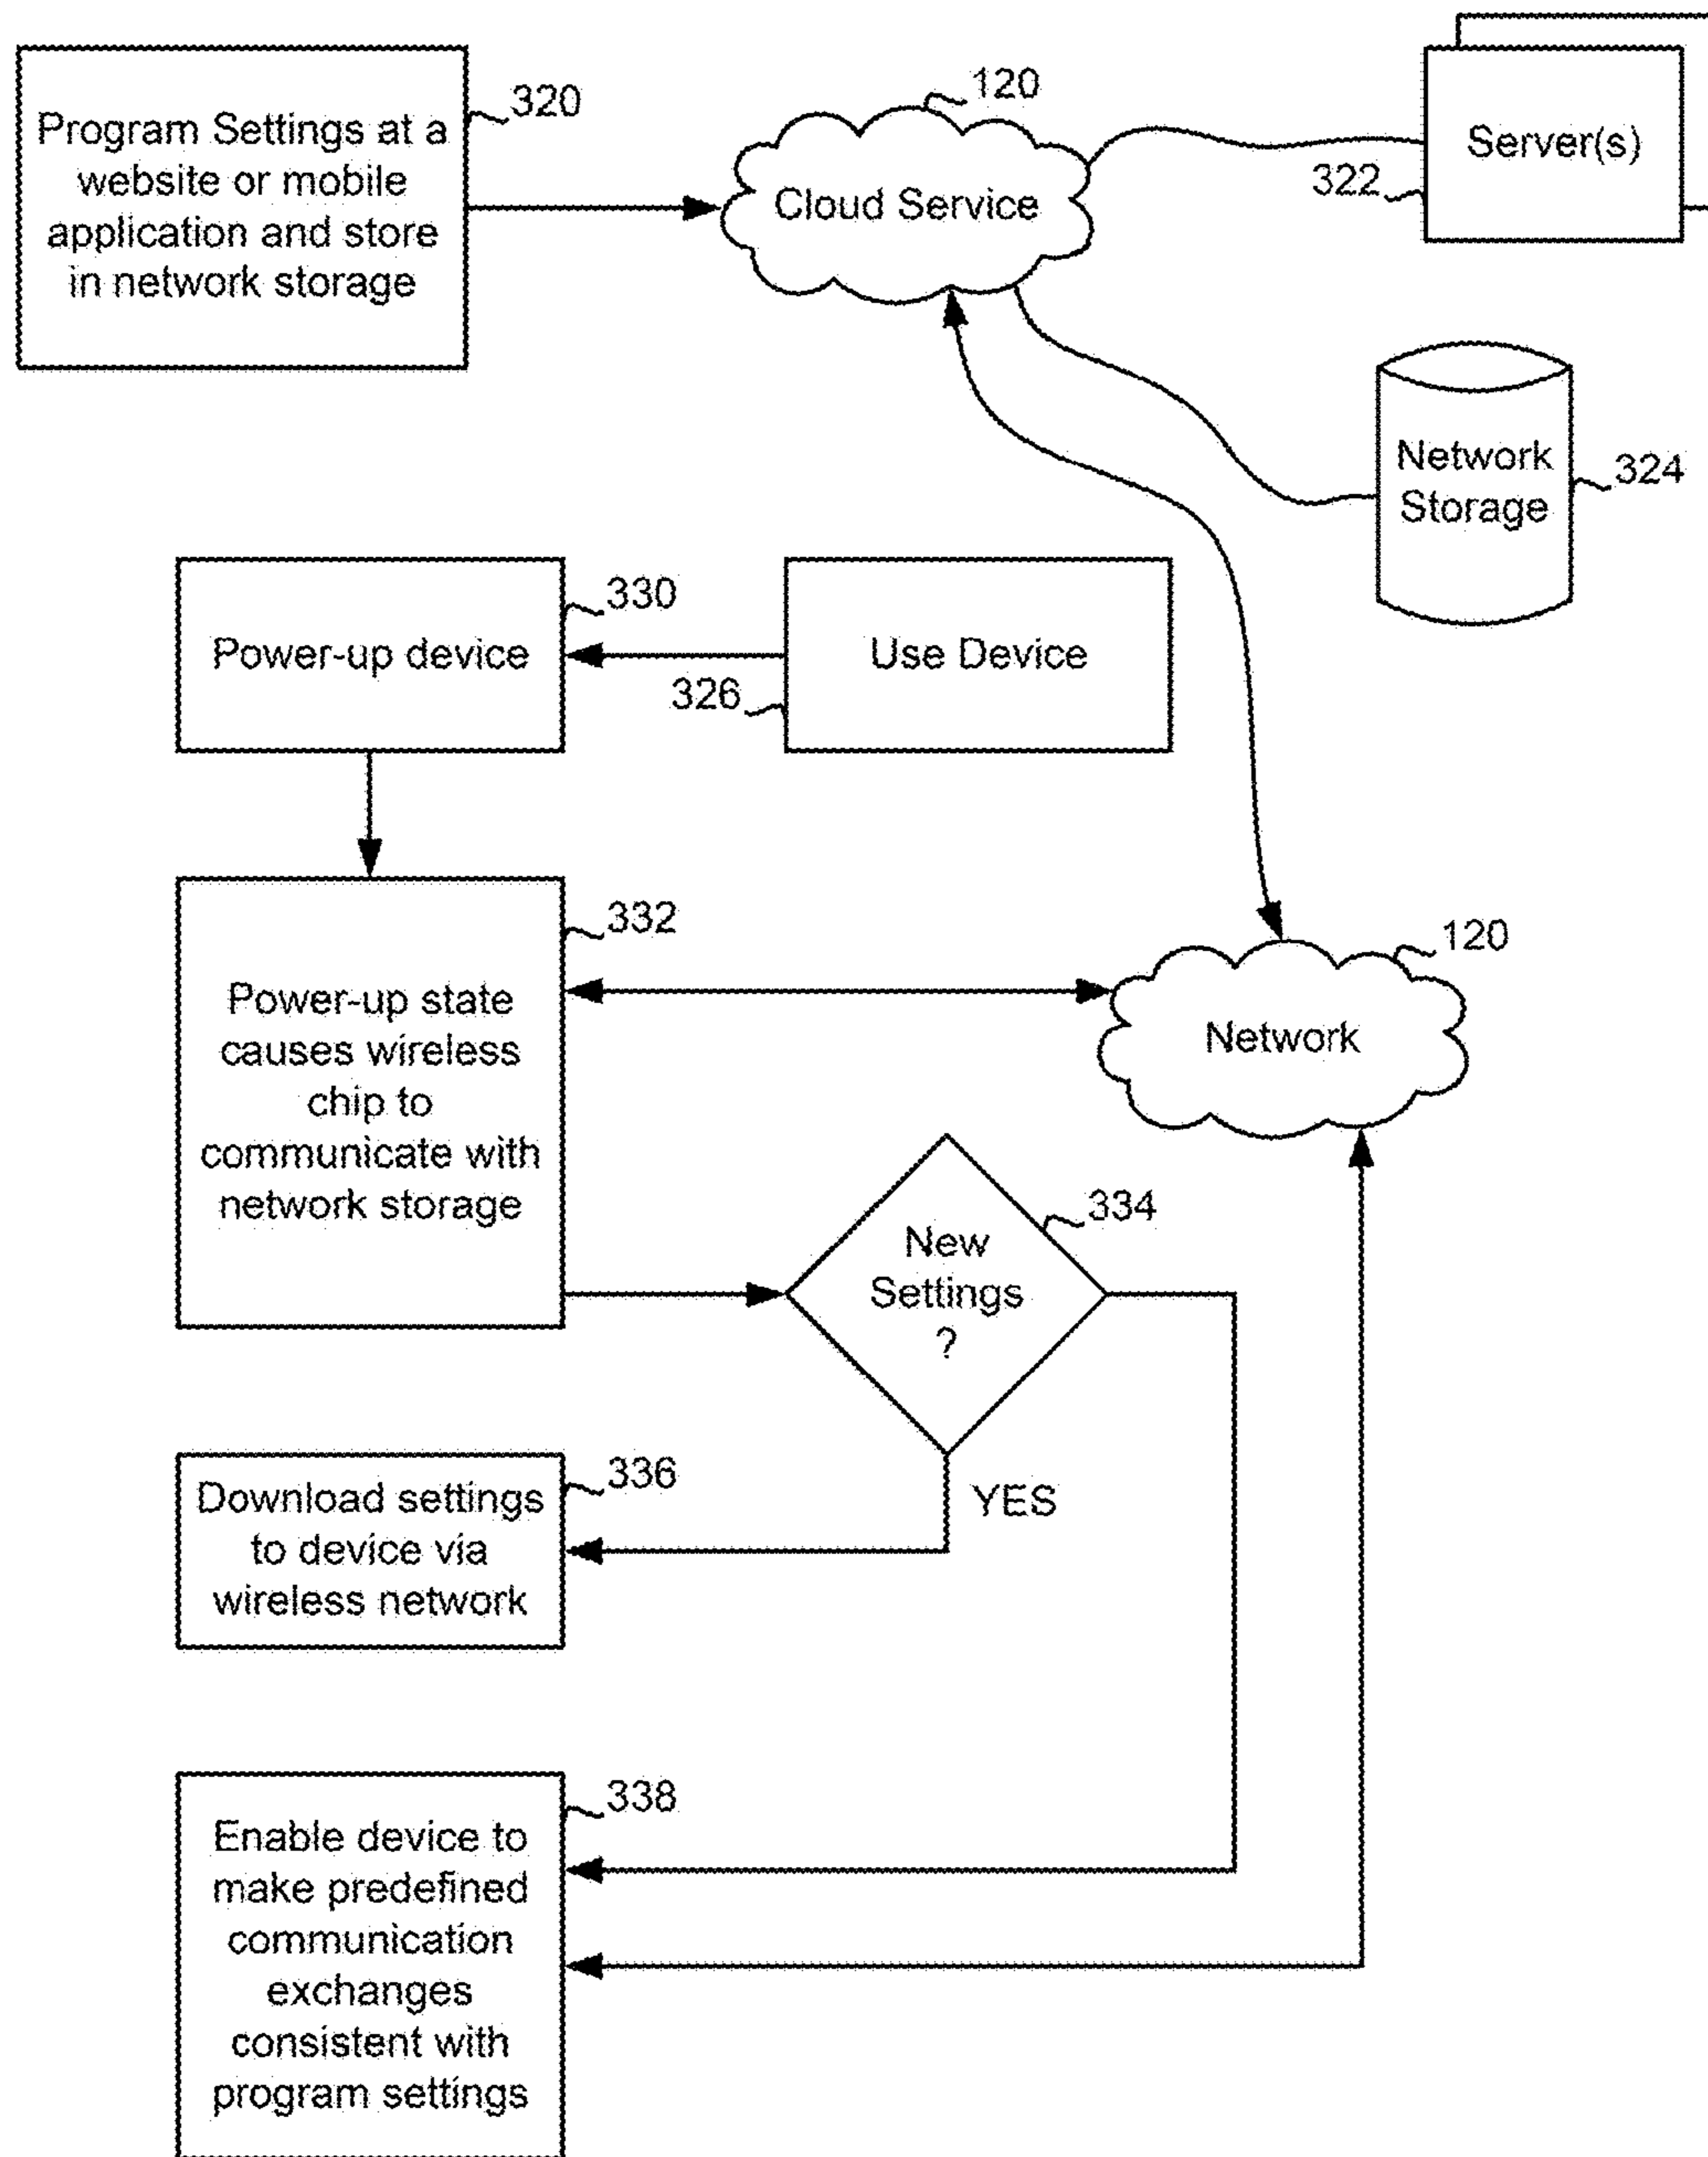 320
Program Settings at a
website or mobile
application and store
in network storage
120
Cloud Service
Server(s)
322
Network
Storage
324
330
Power-up device
Use Device
326
332
Power-up state
causes wireless
chip to
communicate with
network storage
120
Network
334
New
Settings
?
YES
336
Download settings
to device via
wireless network
338
Enable device to
make predefined
communication
exchanges
consistent with
program settings